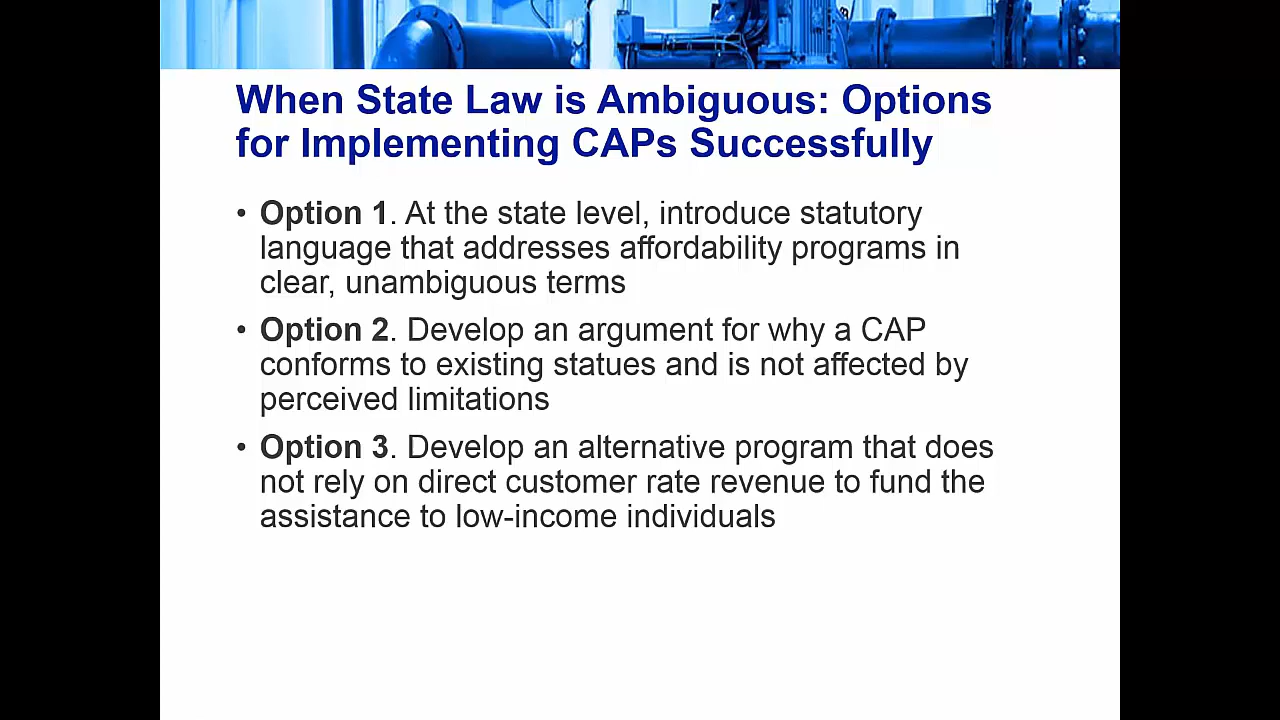 When State Law is Ambiguous: Options
for Implementing CAPs Successfully
• Option 1. At the state level, introduce statutory
language that addresses affordability programs in
clear, unambiguous terms
• Option 2. Develop an argument for why a CAP
conforms to existing statues and is not affected by
perceived limitations
• Option 3. Develop an alternative program that does
not rely on direct customer rate revenue to fund the
assistance to low-income individuals